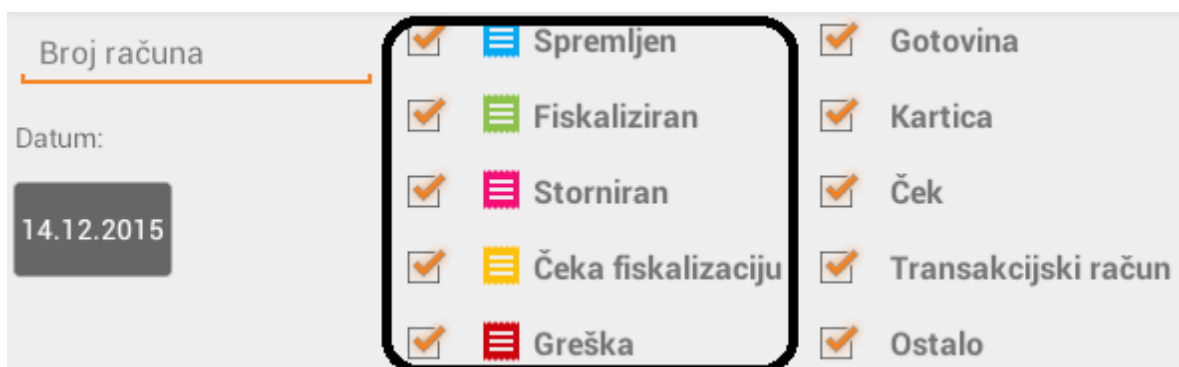 Broj računa
Datum:
14.12.2015
Spremljen
Fiskaliziran
Storniran
Čeka fiskalizaciju
Greška
Gotovina
Kartica
Ček
Transakcijski račun
Ostalo